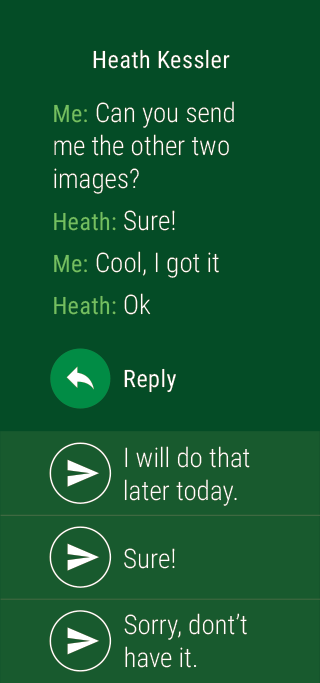 Heath Kessler
Me: Can you send
me the other two
images?
Heath: Sure!
Me: Cool, I got it
Heath: Ok
Reply
I will do that
later today.
Sure!
Sorry, dont’t
have it.